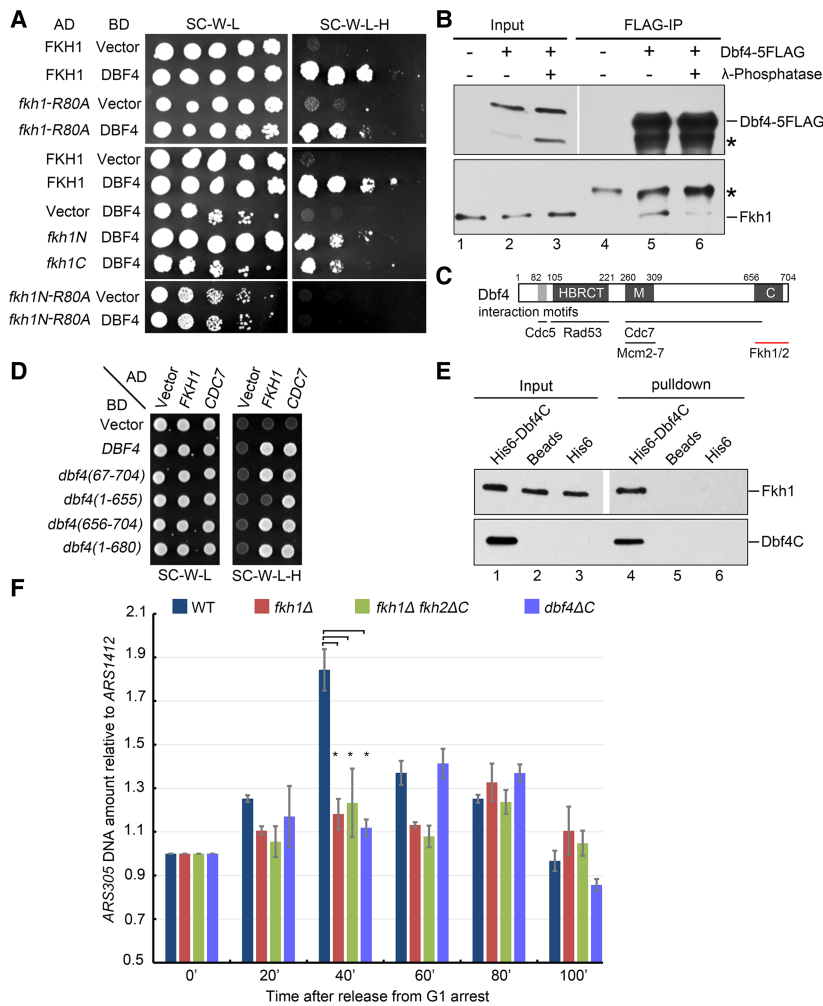 A
AD BD SC-W-L SC-W-L-H
FKH1 Vector
FKH1 DBF4
fkh1-R80A Vector
fkh1-R80A DBF4
FKH1 Vector
FKH1 DBF4
Vector DBF4
fkh1N DBF4
fkh1C DBF4
fkh1N-R80A Vector
fkh1N-R80A DBF4
B
Input FLAG-IP
- + + - + + Dbf4-5FLAG
- - + - - + λ-Phosphatase
Dbf4-5FLAG
*
*
Fkh1
1 2 3 4 5 6
C
1 82 105 221 260 309 656 704
Dbf4 HBRCT M C
interaction motifs
Cdc5 Rad53 Cdc7
Mcm2-7 Fkh1/2
D
AD
BD
Vector FKH1 CDC7 Vector FKH1 CDC7
Vector
DBF4
dbf4(67-704)
dbf4(1-655)
dbf4(656-704)
dbf4(1-680)
SC-W-L SC-W-L-H
E
Input pulldown
His6-Dbf4C Beads His6 His6-Dbf4C Beads His6
Fkh1
Dbf4C
1 2 3 4 5 6
F
WT fkh1Δ fkh1Δ fkh2ΔC dbf4ΔC
ARS305 DNA amount relative to ARS1412
2.1
1.9
1.7
1.5
1.3
1.1
0.9
0.7
0.5
* * *
0' 20' 40' 60' 80' 100'
Time after release from G1 arrest